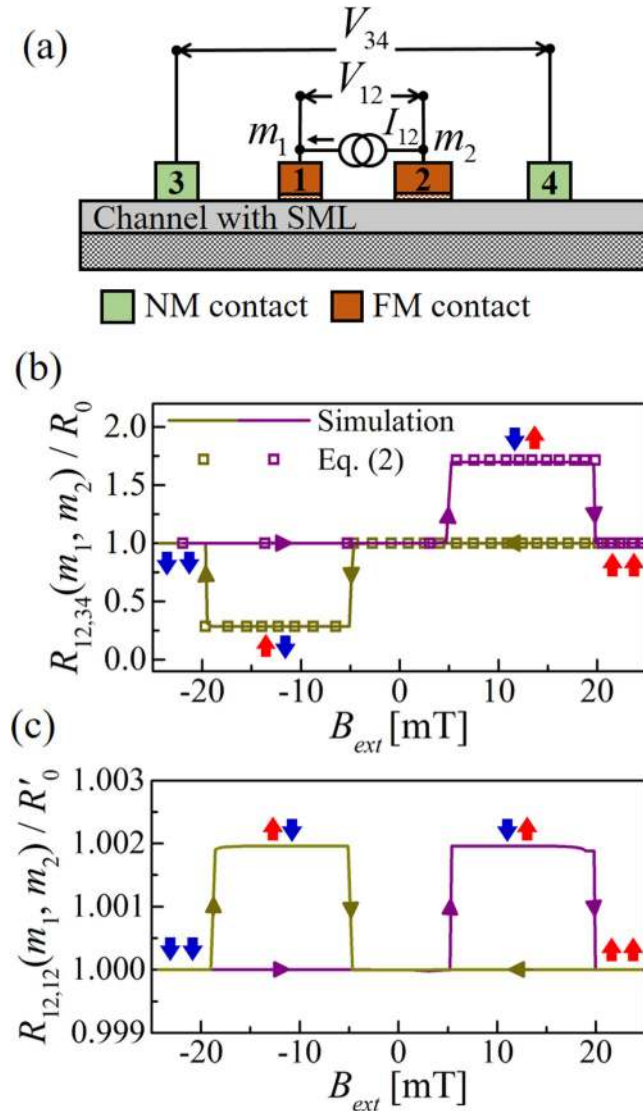 (a)
V₃₄
V₁₂
m₁ I₁₂ m₂
3 1 2 4
Channel with SML
NM contact FM contact
(b)
R₁₂,₃₄(m₁, m₂) / R₀
2.0
1.5
1.0
0.5
0.0
Simulation
Eq. (2)
-20 -10 0 10 20
B_ext [mT]
(c)
R₁₂,₁₂(m₁, m₂) / R′₀
1.003
1.002
1.001
1.000
0.999
-20 -10 0 10 20
B_ext [mT]